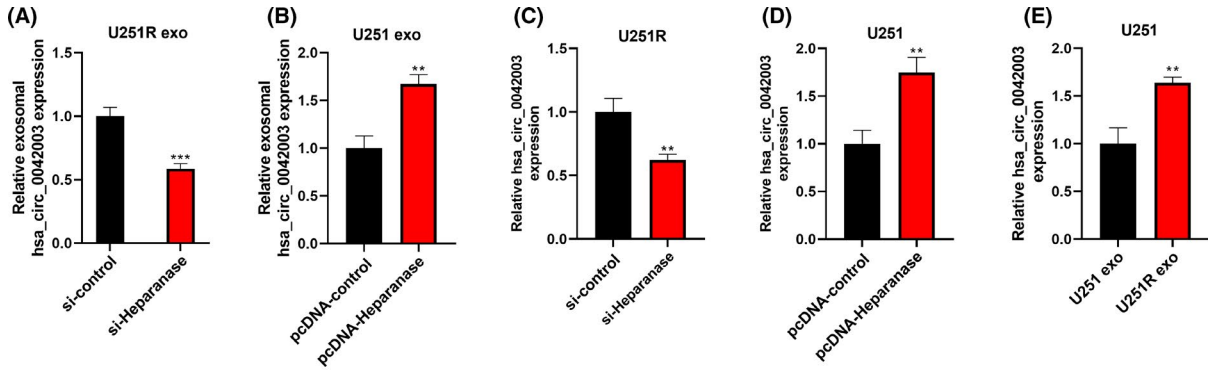 (A)
U251R exo
Relative exosomal
hsa_circ_0042003 expression
1.5
1.0
0.5
0.0
***
si-control
si-Heparanase
(B)
U251 exo
Relative exosomal
hsa_circ_0042003 expression
2.0
1.5
1.0
0.5
0.0
**
pcDNA-control
pcDNA-Heparanase
(C)
U251R
Relative hsa_circ_0042003
expression
1.5
1.0
0.5
0.0
**
si-control
si-Heparanase
(D)
U251
Relative hsa_circ_0042003
expression
2.0
1.5
1.0
0.5
0.0
**
pcDNA-control
pcDNA-Heparanase
(E)
U251
Relative hsa_circ_0042003
expression
2.0
1.5
1.0
0.5
0.0
**
U251 exo
U251R exo